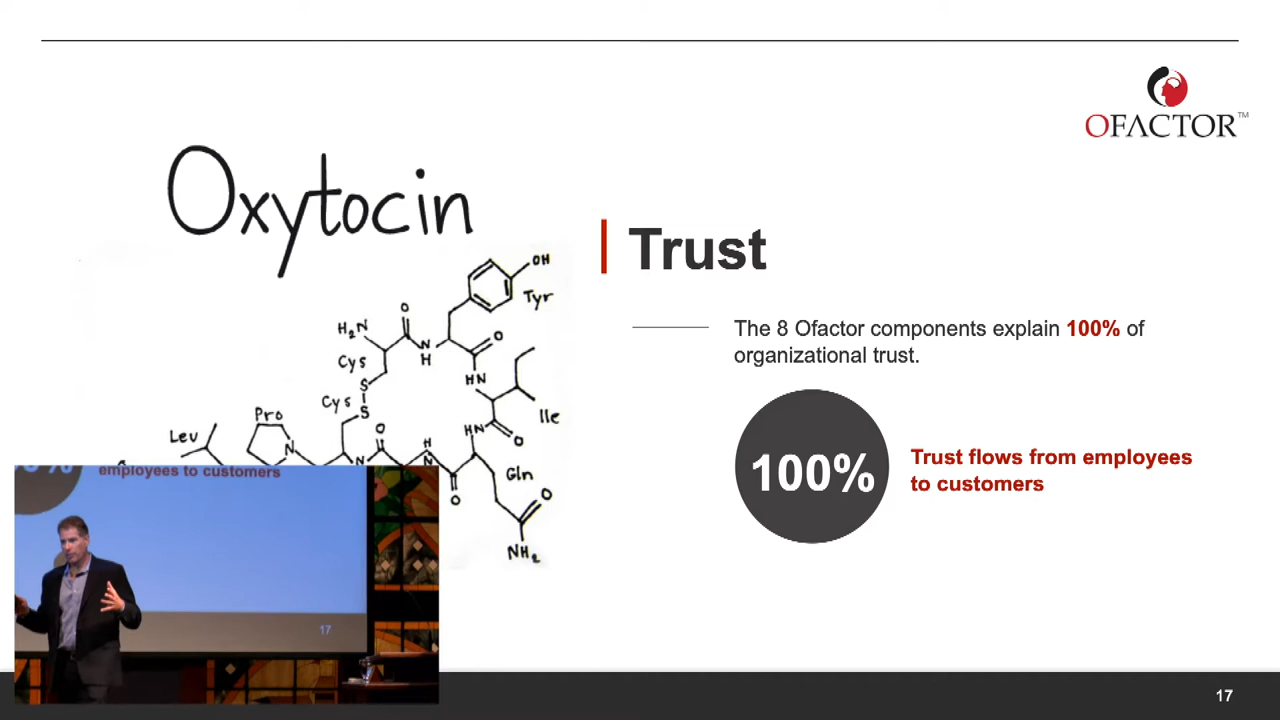 OFACTOR™
Oxytocin
Trust
The 8 Ofactor components explain 100% of
organizational trust.
100%
Trust flows from employees
to customers
OH
Tyr
O
H₂N
N
H
O
Cys
HN
S
Cys
S
Ile
Pro
O
HN
O
Leu
N
H
N
N
Gln
O
O
NH₂
employees to customers
17
17